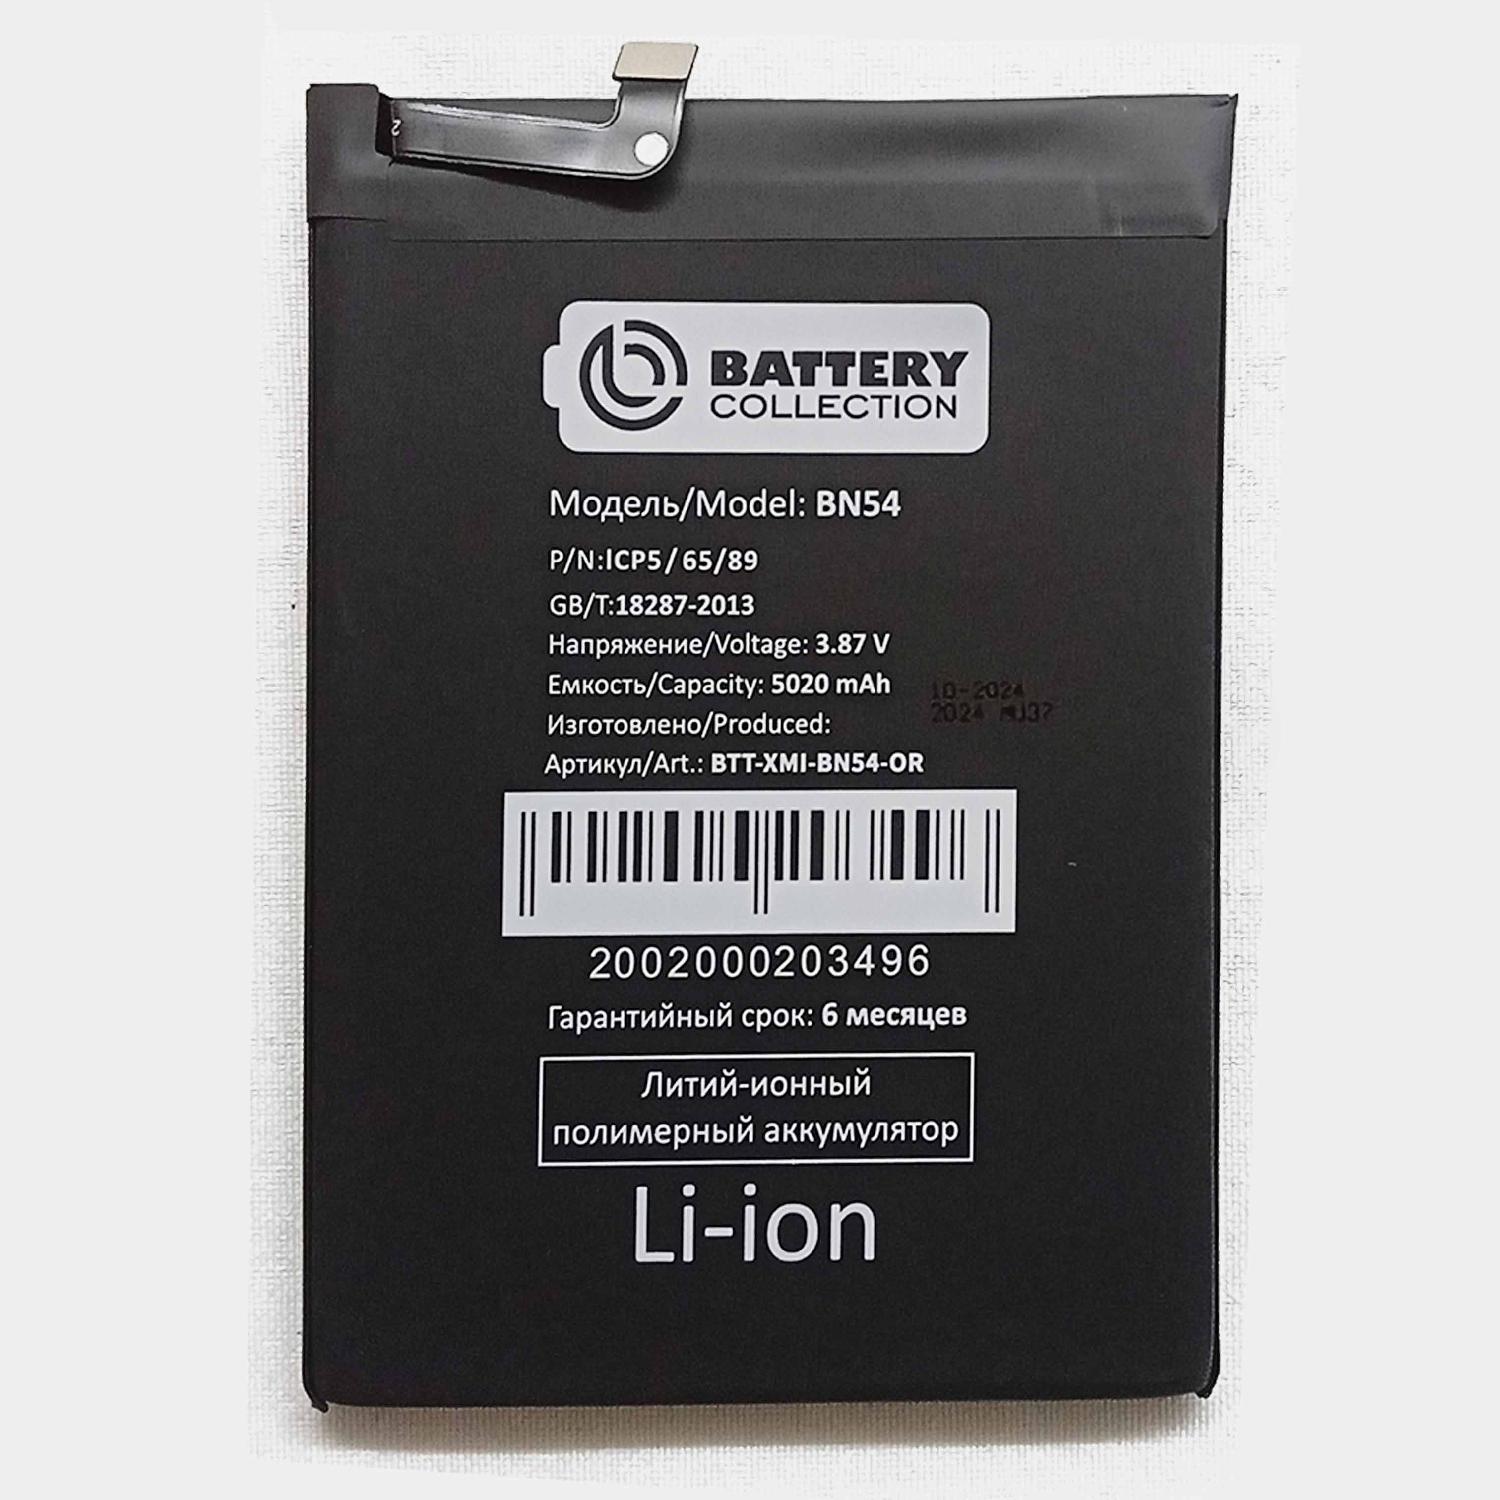 2
BATTERY
COLLECTION
Модель/Model: BN54
P/N:ICP5/65/89
GB/T:18287-2013
Напряжение/Voltage: 3.87 V
Емкость/Capacity: 5020 mAh
10-2024
Изготовлено/Produced:
2024
Артикул/Art.: BTT-XMI-BN54-OR
2002000203496
Гарантийный срок: 6 месяцев
Литий-ионный
полимерный аккумулятор
Li-ion